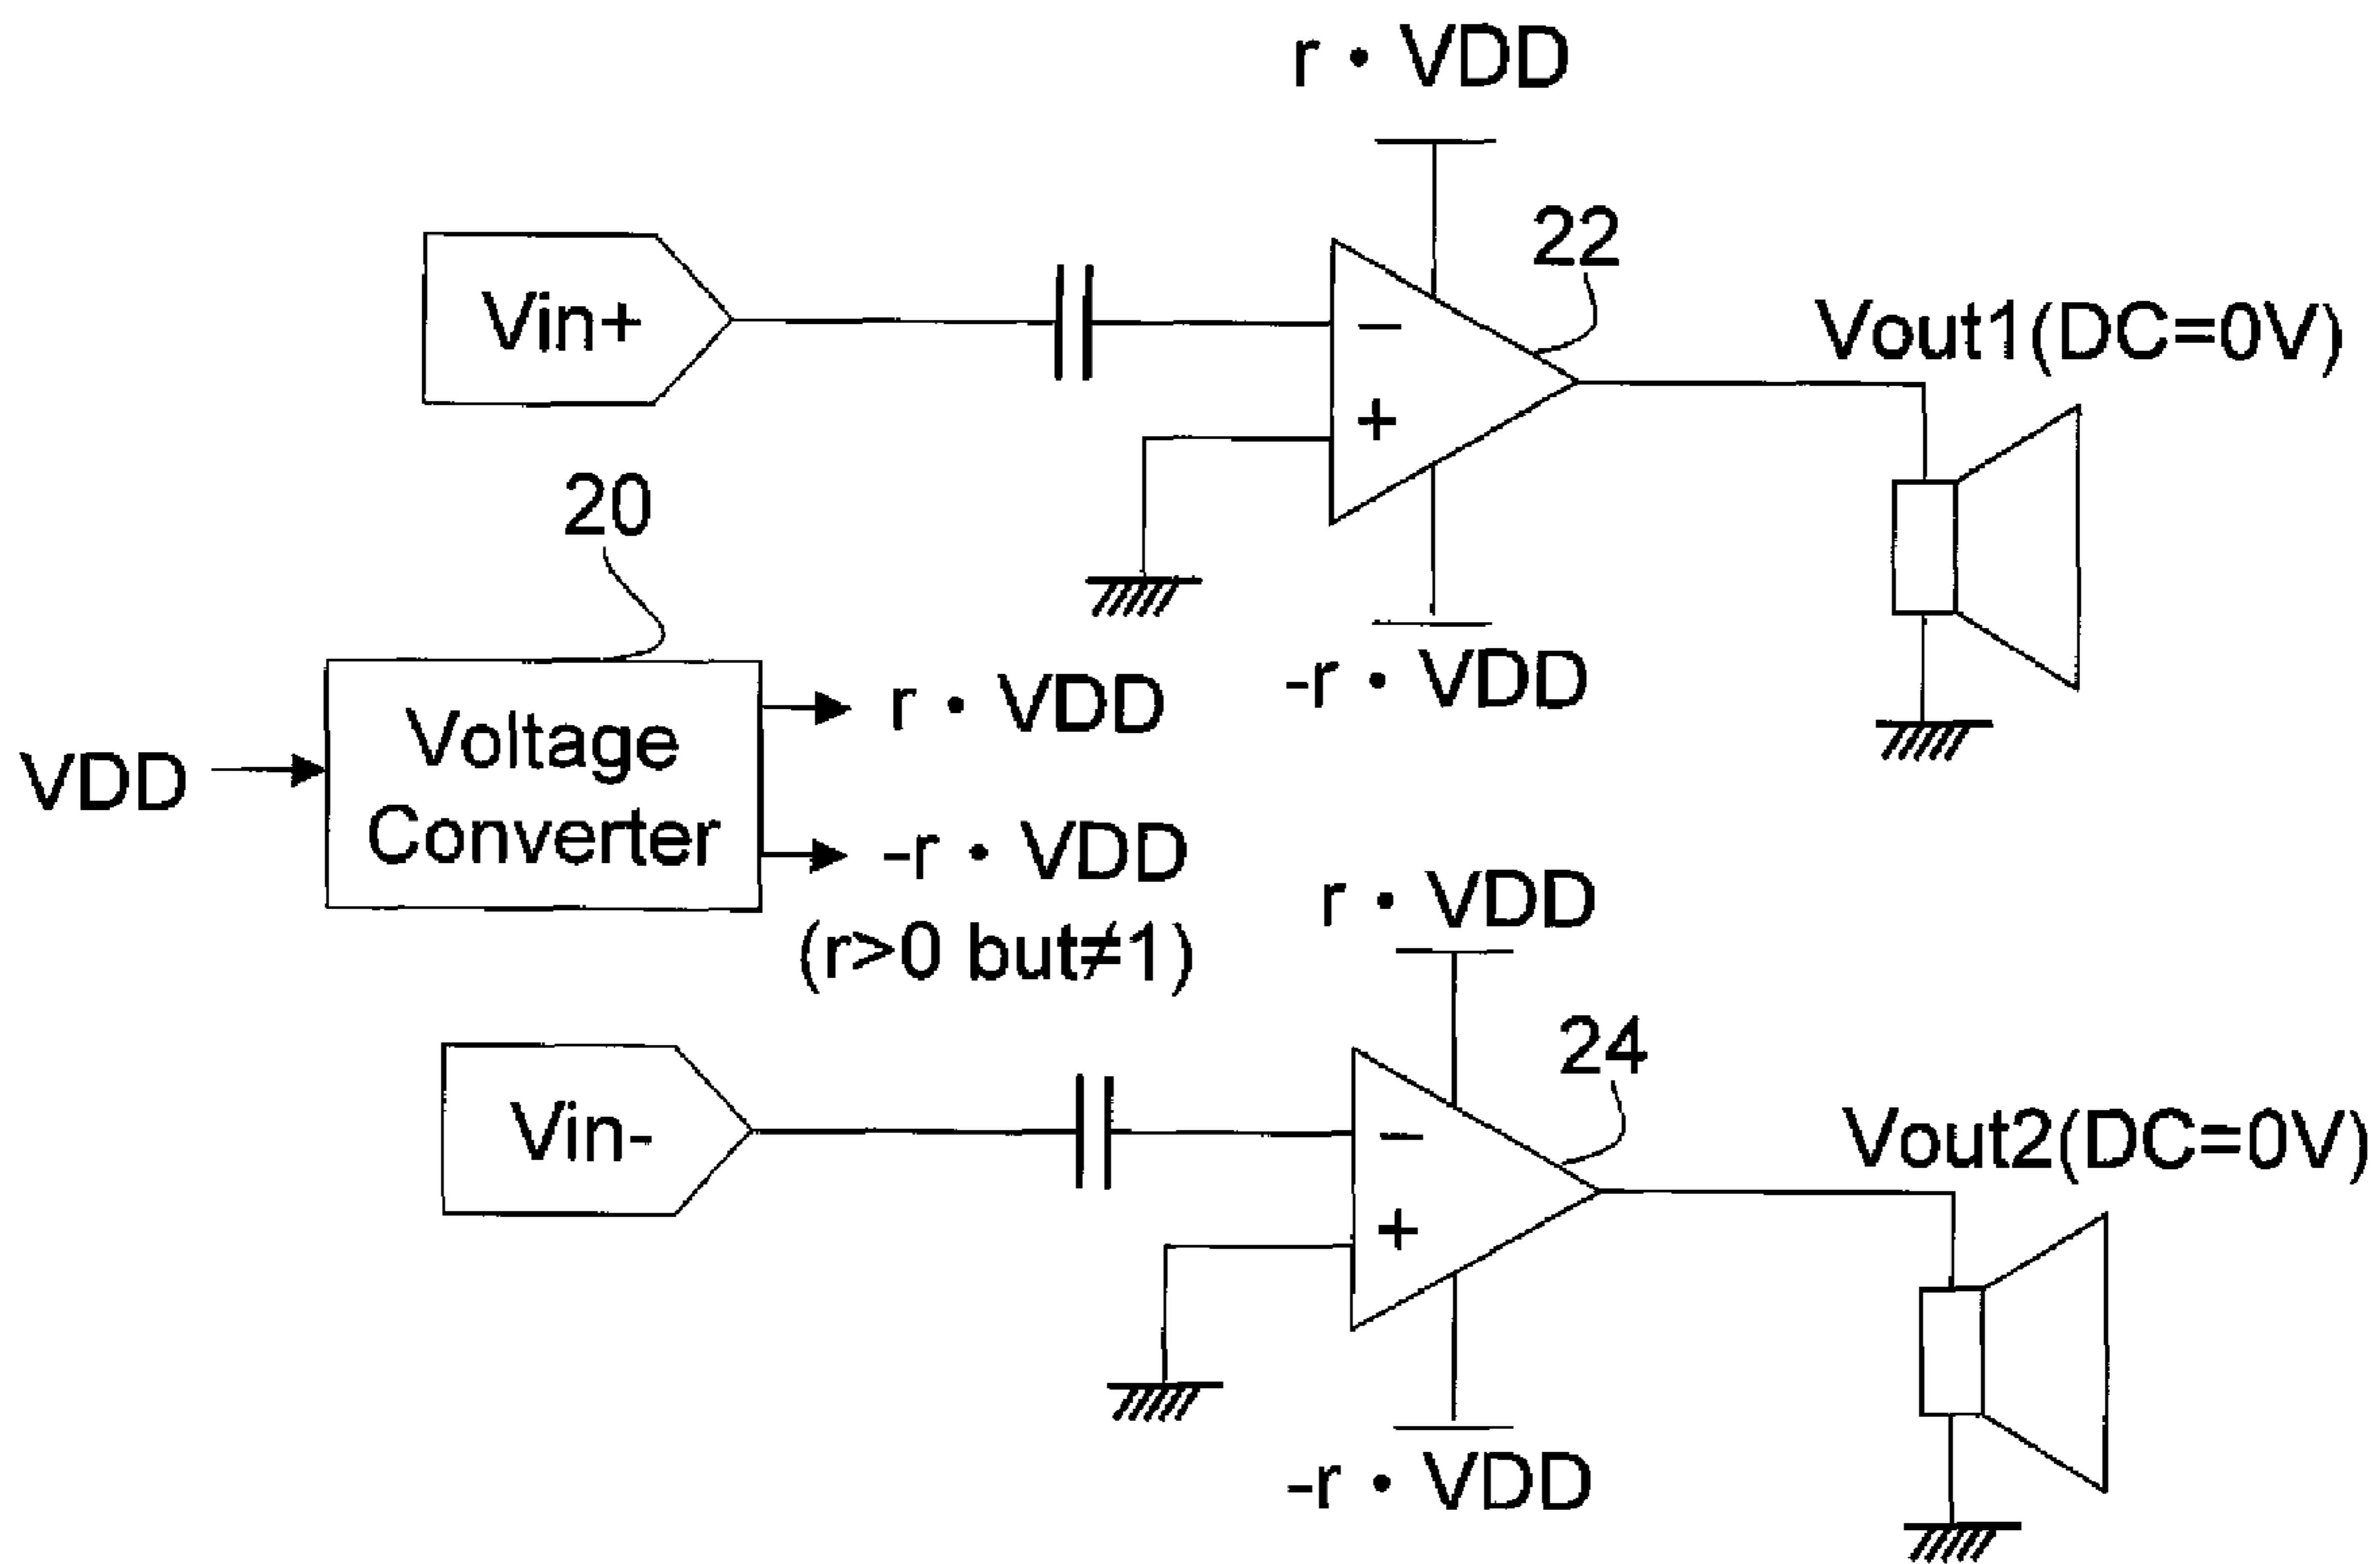 r • VDD
22
Vin+
−
+
Vout1(DC=0V)
-r • VDD
20
VDD
Voltage
Converter
r • VDD
-r • VDD
(r>0 but≠1)
r • VDD
24
Vin-
−
+
Vout2(DC=0V)
-r • VDD